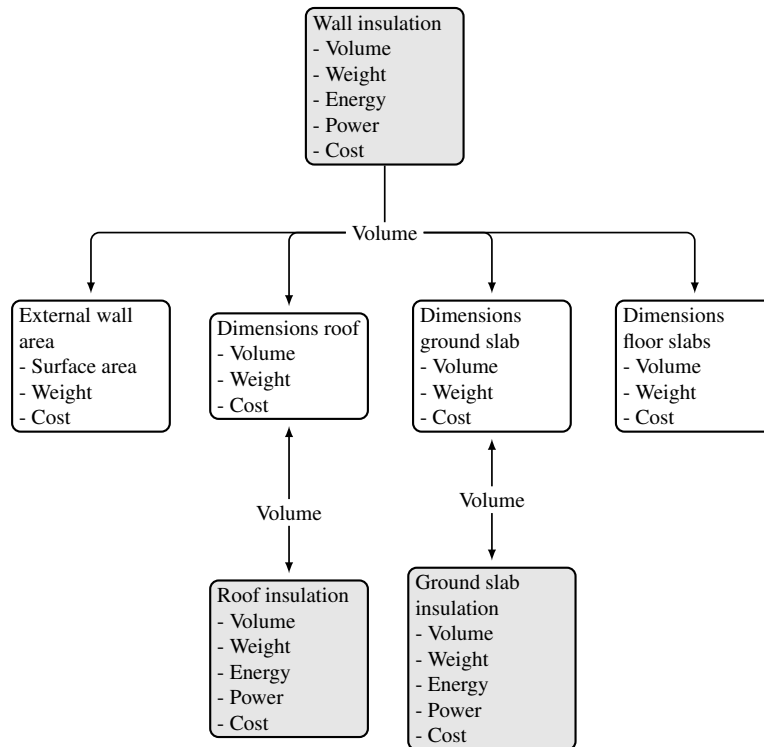 Wall insulation
- Volume
- Weight
- Energy
- Power
- Cost
Volume
External wall
area
- Surface area
- Weight
- Cost
Dimensions roof
- Volume
- Weight
- Cost
Dimensions
ground slab
- Volume
- Weight
- Cost
Dimensions
floor slabs
- Volume
- Weight
- Cost
Volume
Volume
Roof insulation
- Volume
- Weight
- Energy
- Power
- Cost
Ground slab
insulation
- Volume
- Weight
- Energy
- Power
- Cost